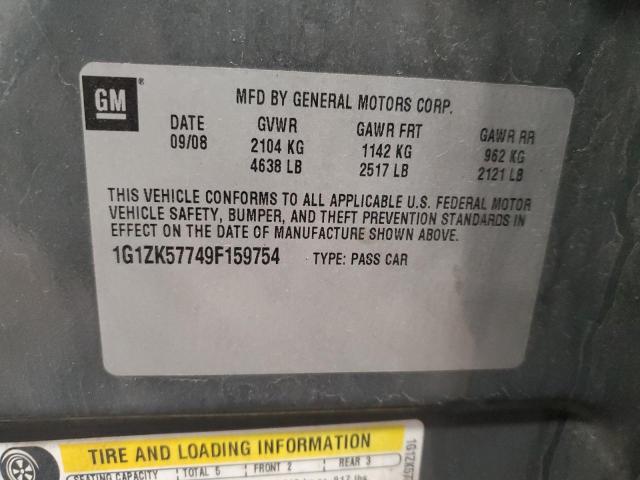 GM
MFD BY GENERAL MOTORS CORP.
DATE GVWR GAWR FRT GAWR RR
09/08 2104 KG 1142 KG 962 KG
4638 LB 2517 LB 2121 LB
THIS VEHICLE CONFORMS TO ALL APPLICABLE U.S. FEDERAL MOTOR
VEHICLE SAFETY, BUMPER, AND THEFT PREVENTION STANDARDS IN
EFFECT ON THE DATE OF MANUFACTURE SHOWN ABOVE.
1G1ZK57749F159754 TYPE: PASS CAR
TIRE AND LOADING INFORMATION
SEATING CAPACITY TOTAL 5 FRONT 2 REAR 3